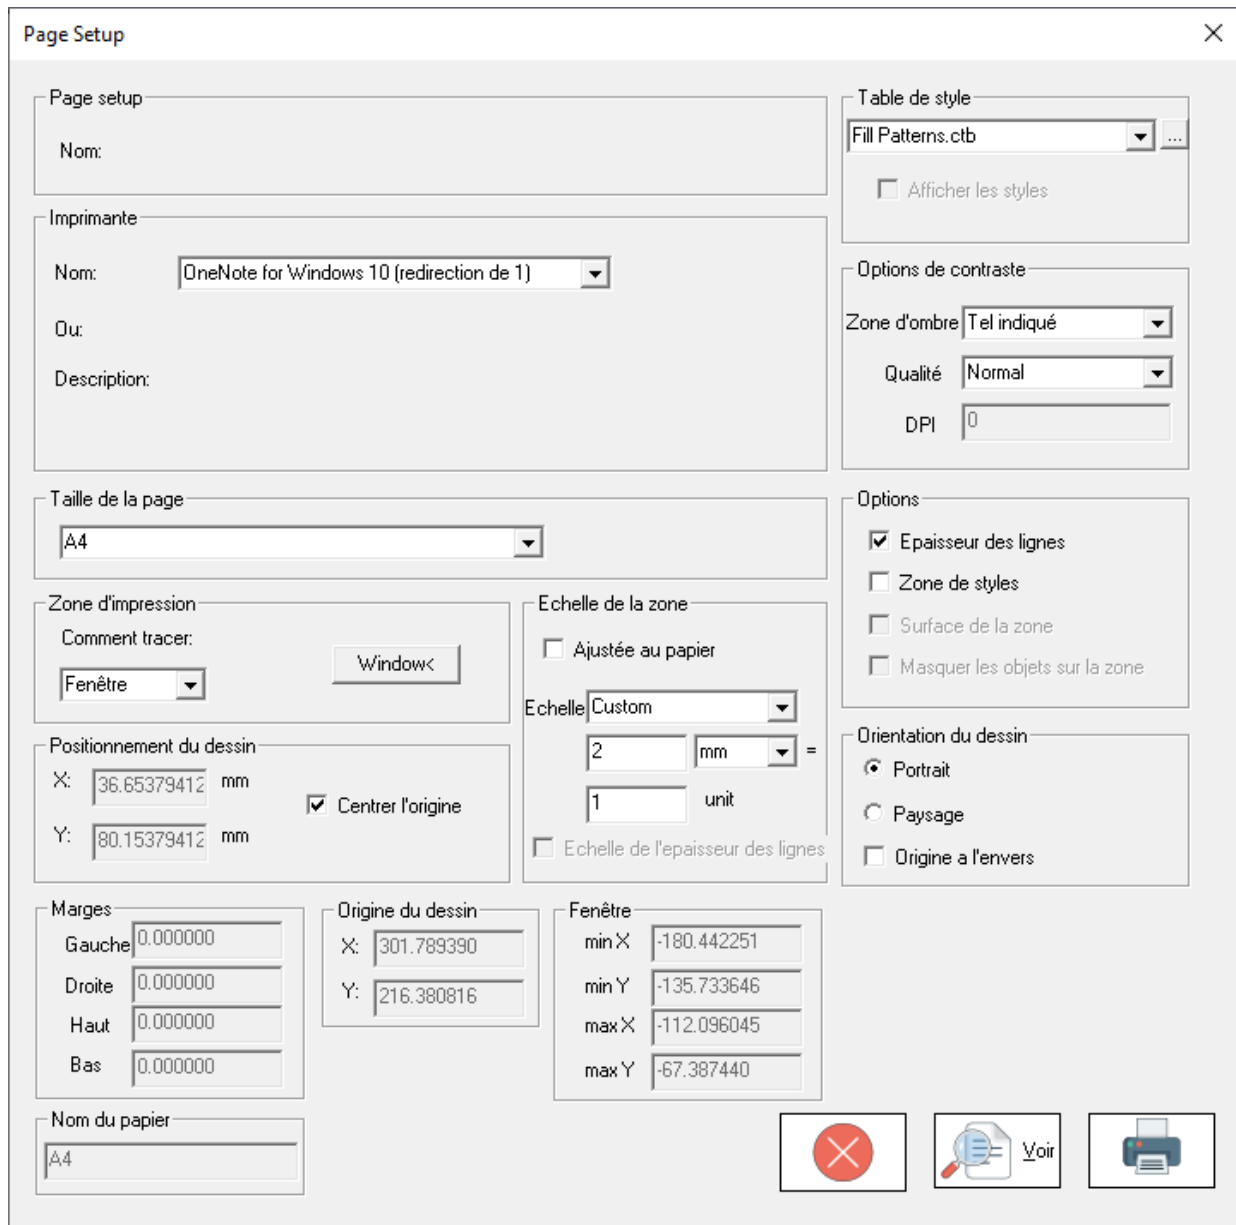 Page Setup
Page setup
Nom:
Table de style
Fill Patterns.ctb
...
Afficher les styles
Imprimante
Nom:
OneNote for Windows 10 (redirection de 1)
Ou:
Description:
Options de contraste
Zone d'ombre
Tel indiqué
Qualité
Normal
DPI
0
Taille de la page
A4
Options
Epaisseur des lignes
Zone de styles
Surface de la zone
Masquer les objets sur la zone
Zone d'impression
Comment tracer:
Fenêtre
Window<
Echelle de la zone
Ajustée au papier
Echelle
Custom
2
mm
=
1
unit
Echelle de l'epaisseur des lignes
Positionnement du dessin
X:
36.65379412
mm
Y:
80.15379412
mm
Centrer l'origine
Orientation du dessin
Portrait
Paysage
Origine a l'envers
Marges
Gauche
0.000000
Droite
0.000000
Haut
0.000000
Bas
0.000000
Origine du dessin
X:
301.789390
Y:
216.380816
Fenêtre
min X
-180.442251
min Y
-135.733646
max X
-112.096045
max Y
-67.387440
Nom du papier
A4
Voir